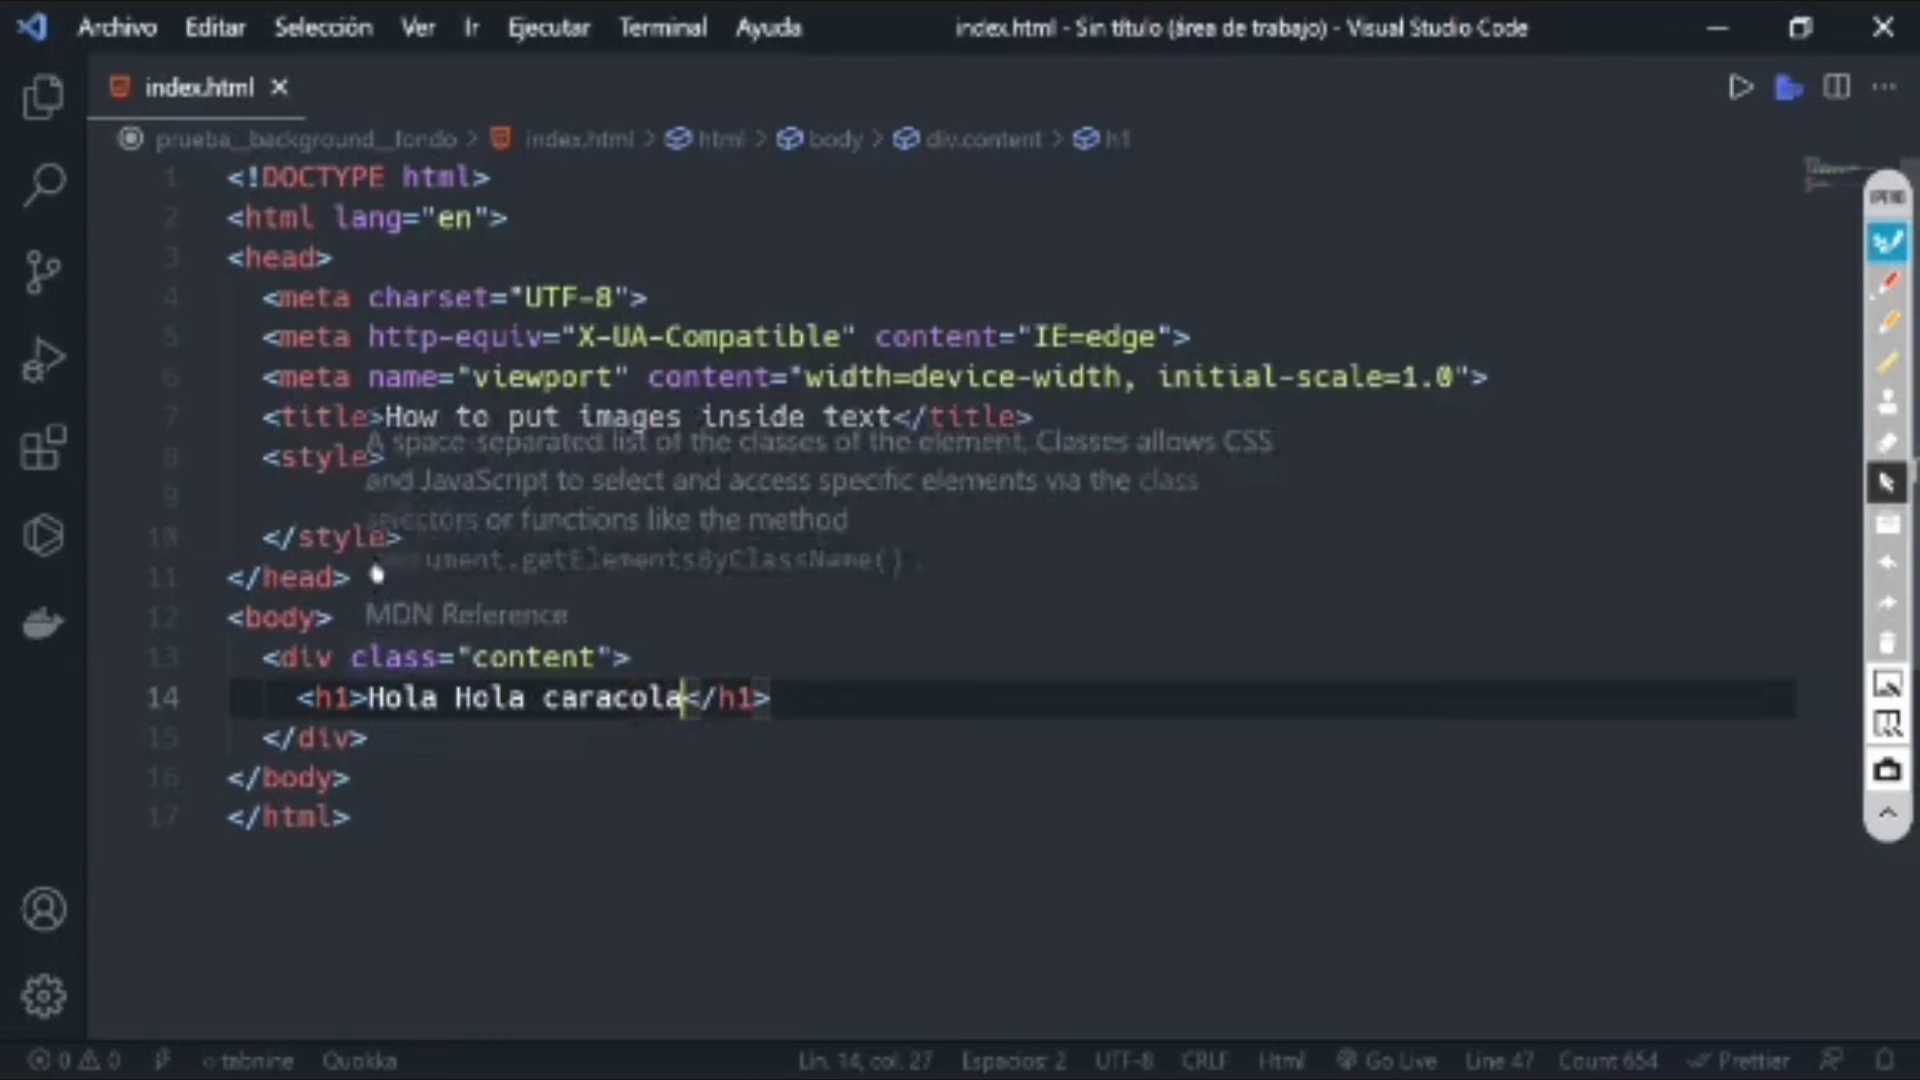 Archivo Editar Selección Ver Ir Ejecutar Terminal Ayuda index.html - Sin título (área de trabajo) - Visual Studio Code
index.html
prueba_background_fondo > index.html > html > body > div.content > h1
1 <!DOCTYPE html>
2 <html lang="en">
3 <head>
4 <meta charset="UTF-8">
5 <meta http-equiv="X-UA-Compatible" content="IE=edge">
6 <meta name="viewport" content="width=device-width, initial-scale=1.0">
7 <title>How to put images inside text</title>
A space-separated list of the classes of the element. Classes allows CSS
8 <style>
and JavaScript to select and access specific elements via the class
9
selectors or functions like the method
10 </style>
ument.getElementsByClassName().
11 </head>
12 <body>
MDN Reference
13 <div class="content">
14 <h1>Hola Hola caracola</h1>
15 </div>
16 </body>
17 </html>
0 0 tabnine Quokka Lín. 14, col. 27 Espacios: 2 UTF-8 CRLF Html Go Live Line 47 Count 654 Prettier